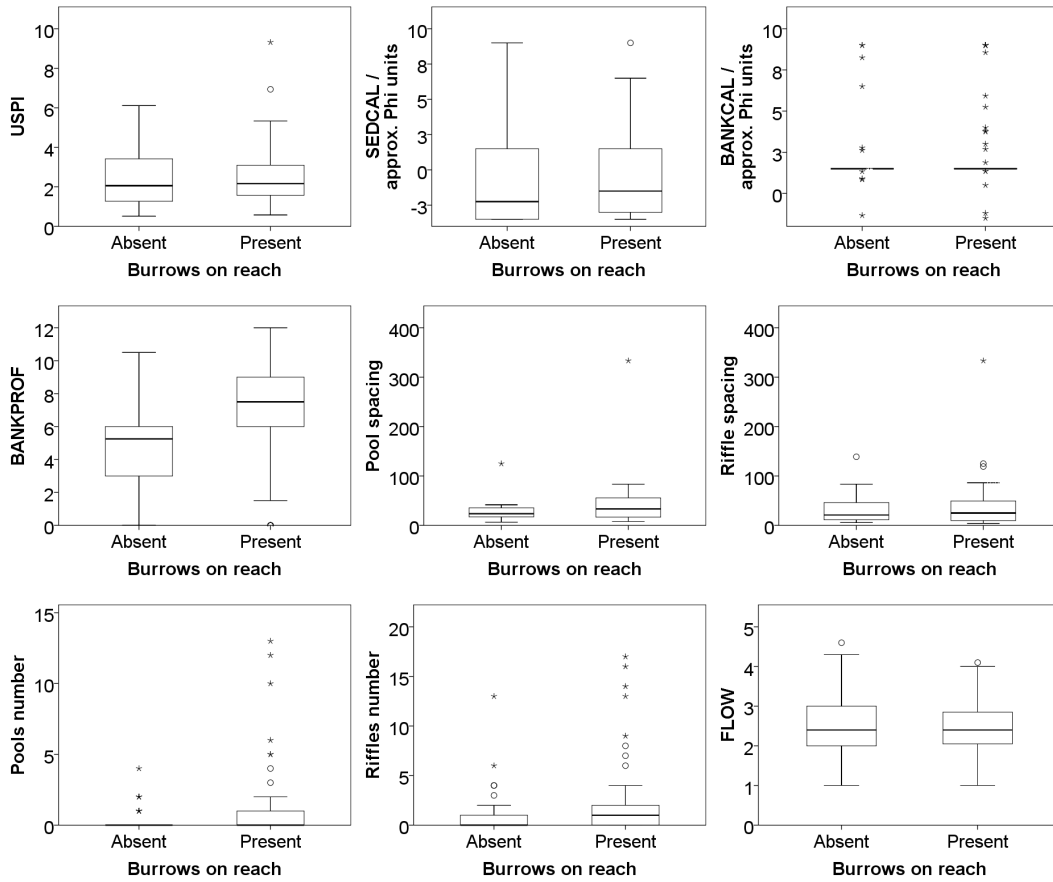 USPI
10
8
6
4
2
0
Absent Present
Burrows on reach
SEDCAL /
approx. Phi units
10
8
5
3
0
-3
Absent Present
Burrows on reach
BANKCAL /
approx. Phi units
10
8
5
3
0
Absent Present
Burrows on reach
BANKPROF
12
10
8
6
4
2
0
Absent Present
Burrows on reach
Pool spacing
400
300
200
100
0
Absent Present
Burrows on reach
Riffle spacing
400
300
200
100
0
Absent Present
Burrows on reach
Pools number
15
10
5
0
Absent Present
Burrows on reach
Riffles number
20
15
10
5
0
Absent Present
Burrows on reach
FLOW
5
4
3
2
1
0
Absent Present
Burrows on reach